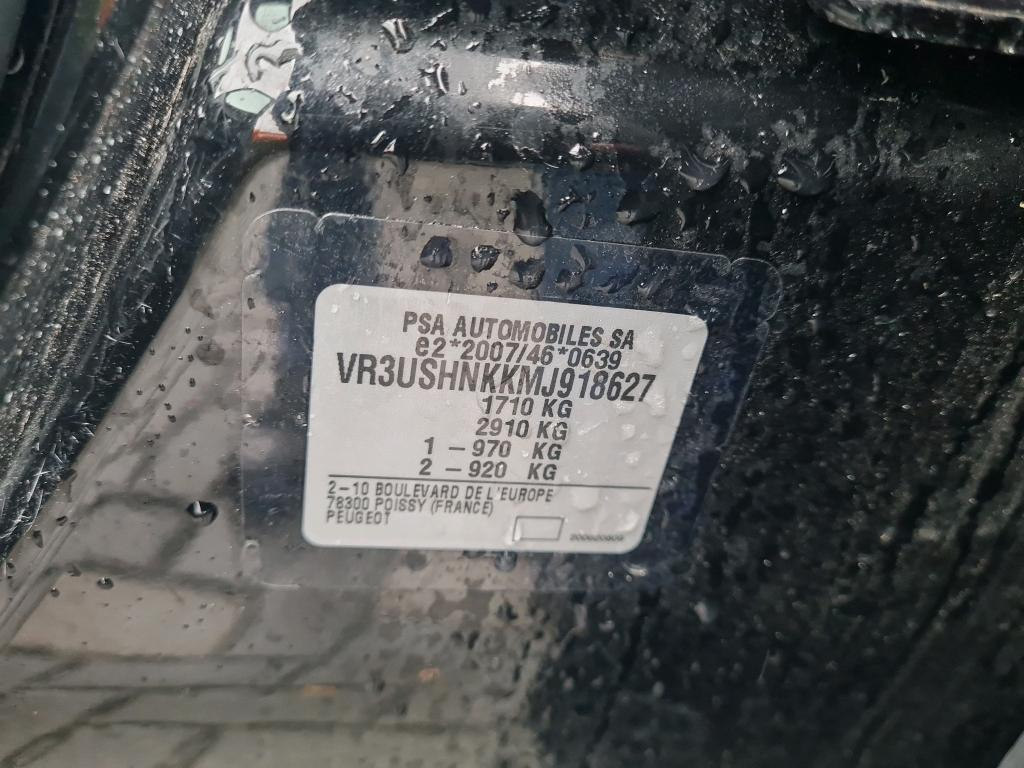 PSA AUTOMOBILES SA
e2*2007/46*0639
VR3USHNKKMJ918627
1710 KG
2910 KG
1 - 970 KG
2 - 920 KG
2-10 BOULEVARD DE L'EUROPE
78300 POISSY (FRANCE)
PEUGEOT